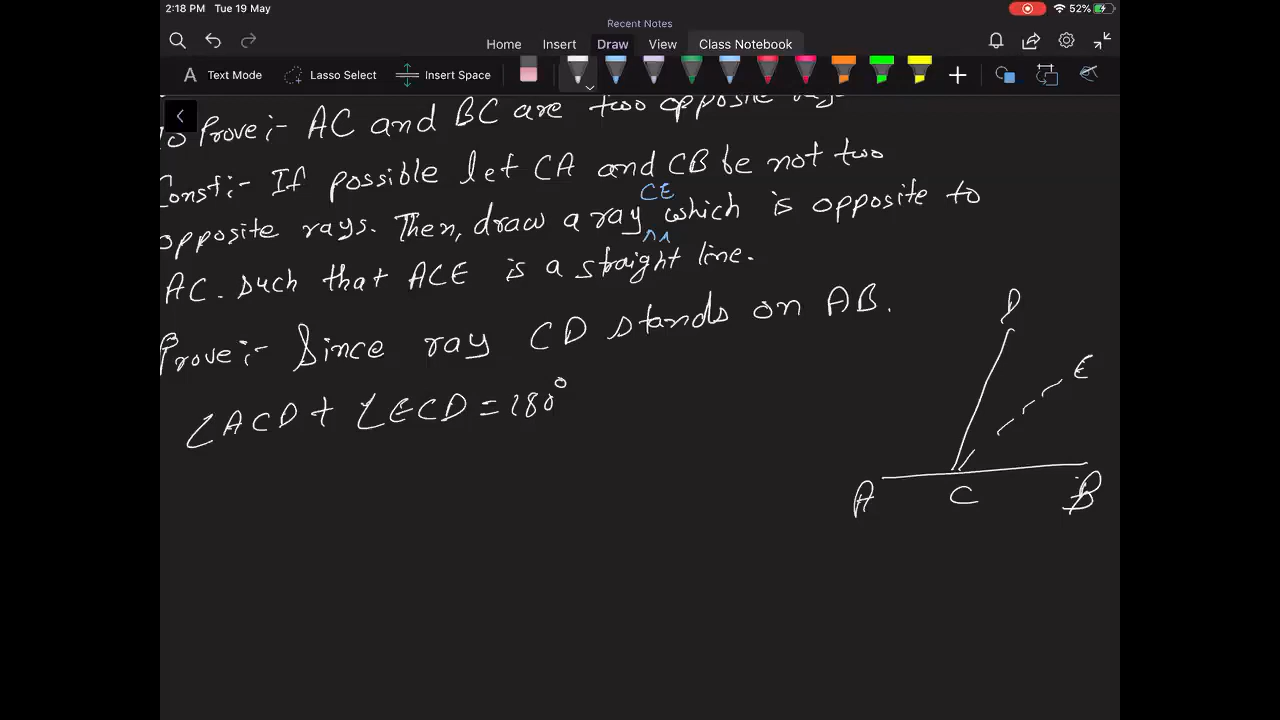 2:18 PM Tue 19 May
52%
Recent Notes
Home Insert Draw View Class Notebook
Text Mode Lasso Select Insert Space
To Prove:- AC and BC are two opposite rays
Const:- If possible let CA and CB be not two
CE
opposite rays. Then, draw a ray which is opposite to
AC. such that ACE is a straight line.
Prove:- Since ray CD stands on AB.
∠ACD + ∠ECD = 180°
D
E
A C B